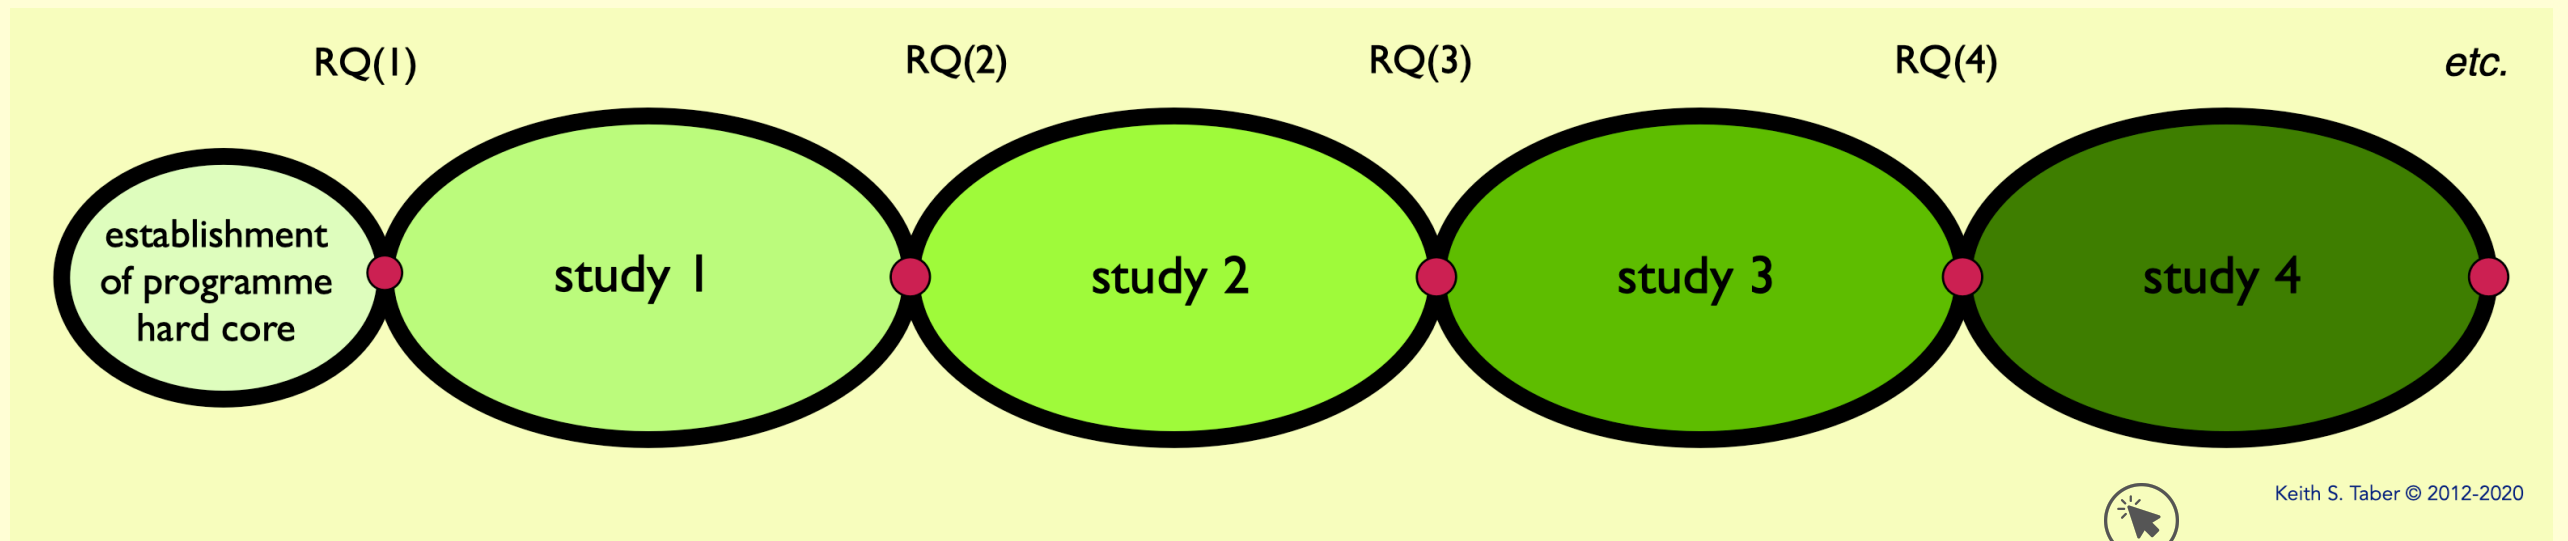 RQ(1) RQ(2) RQ(3) RQ(4) etc.
establishment
of programme
hard core
study 1
study 2
study 3
study 4
Keith S. Taber © 2012-2020